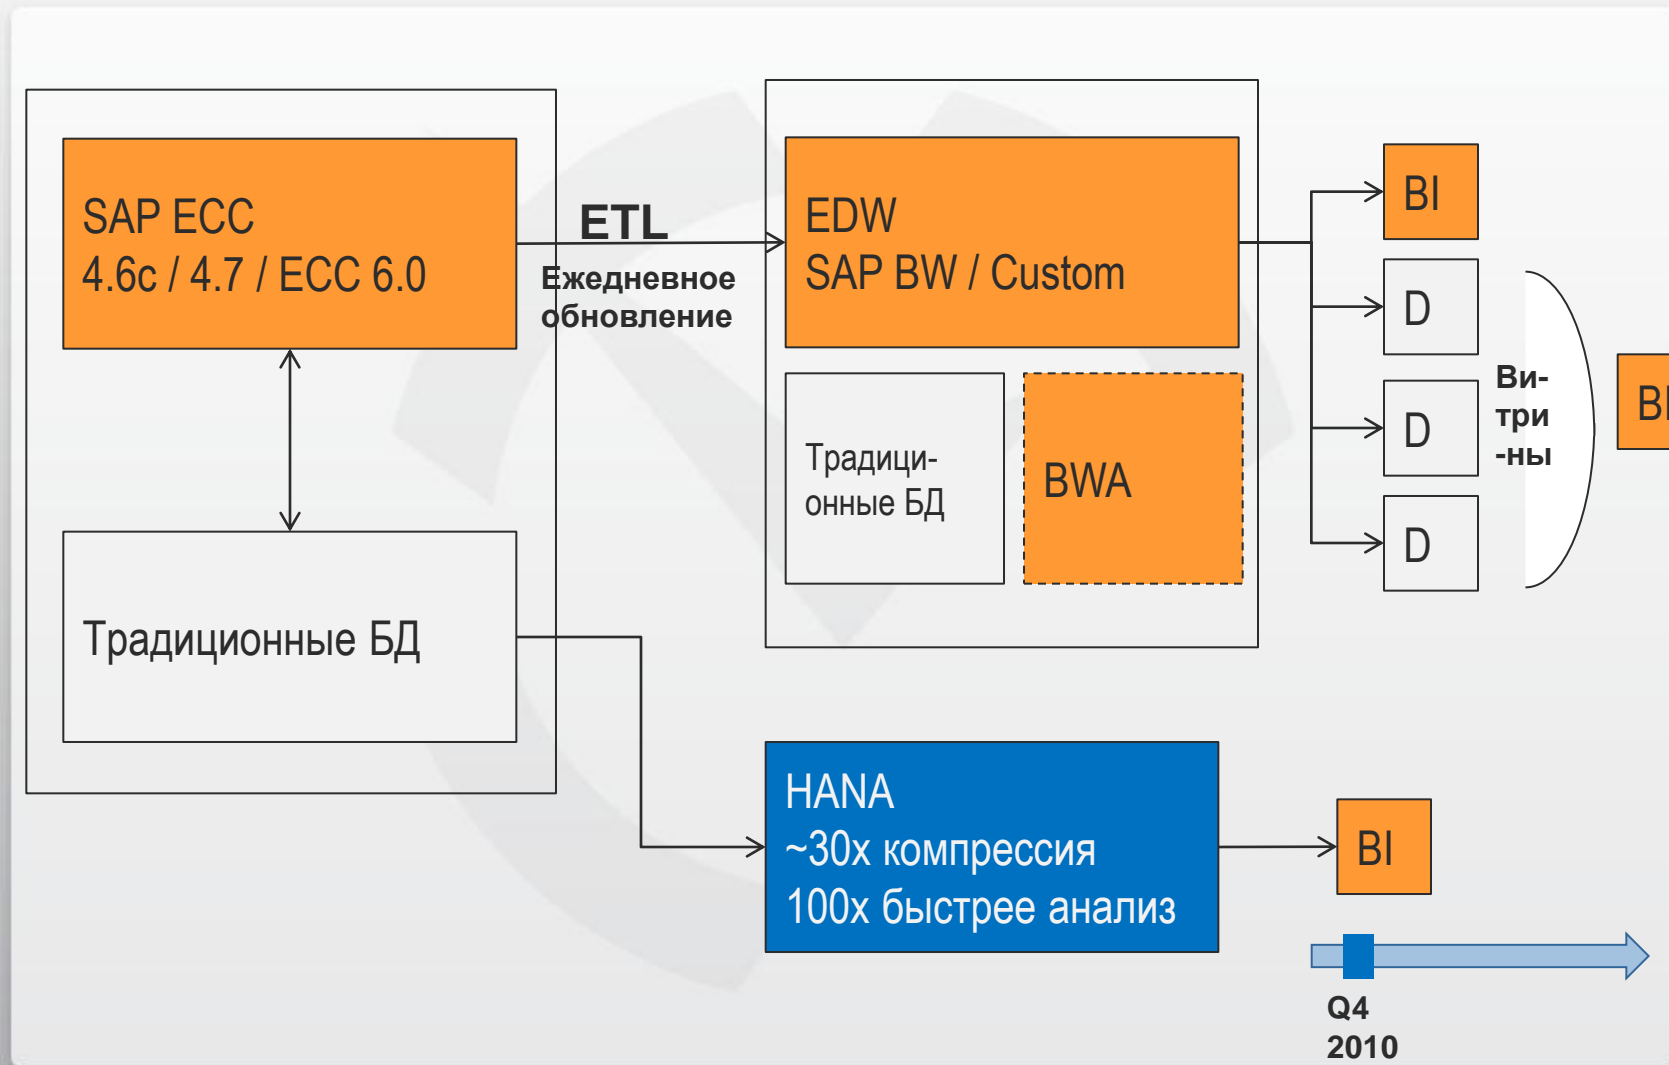 SAP ECC
4.6c / 4.7 / ECC 6.0
Традиционные БД
ETL
Ежедневное
обновление
EDW
SAP BW / Custom
Традици-
онные БД
BWA
BI
D
D
D
Ви-
три
-ны
BI
HANA
~30x компрессия
100x быстрее анализ
BI
Q4
2010